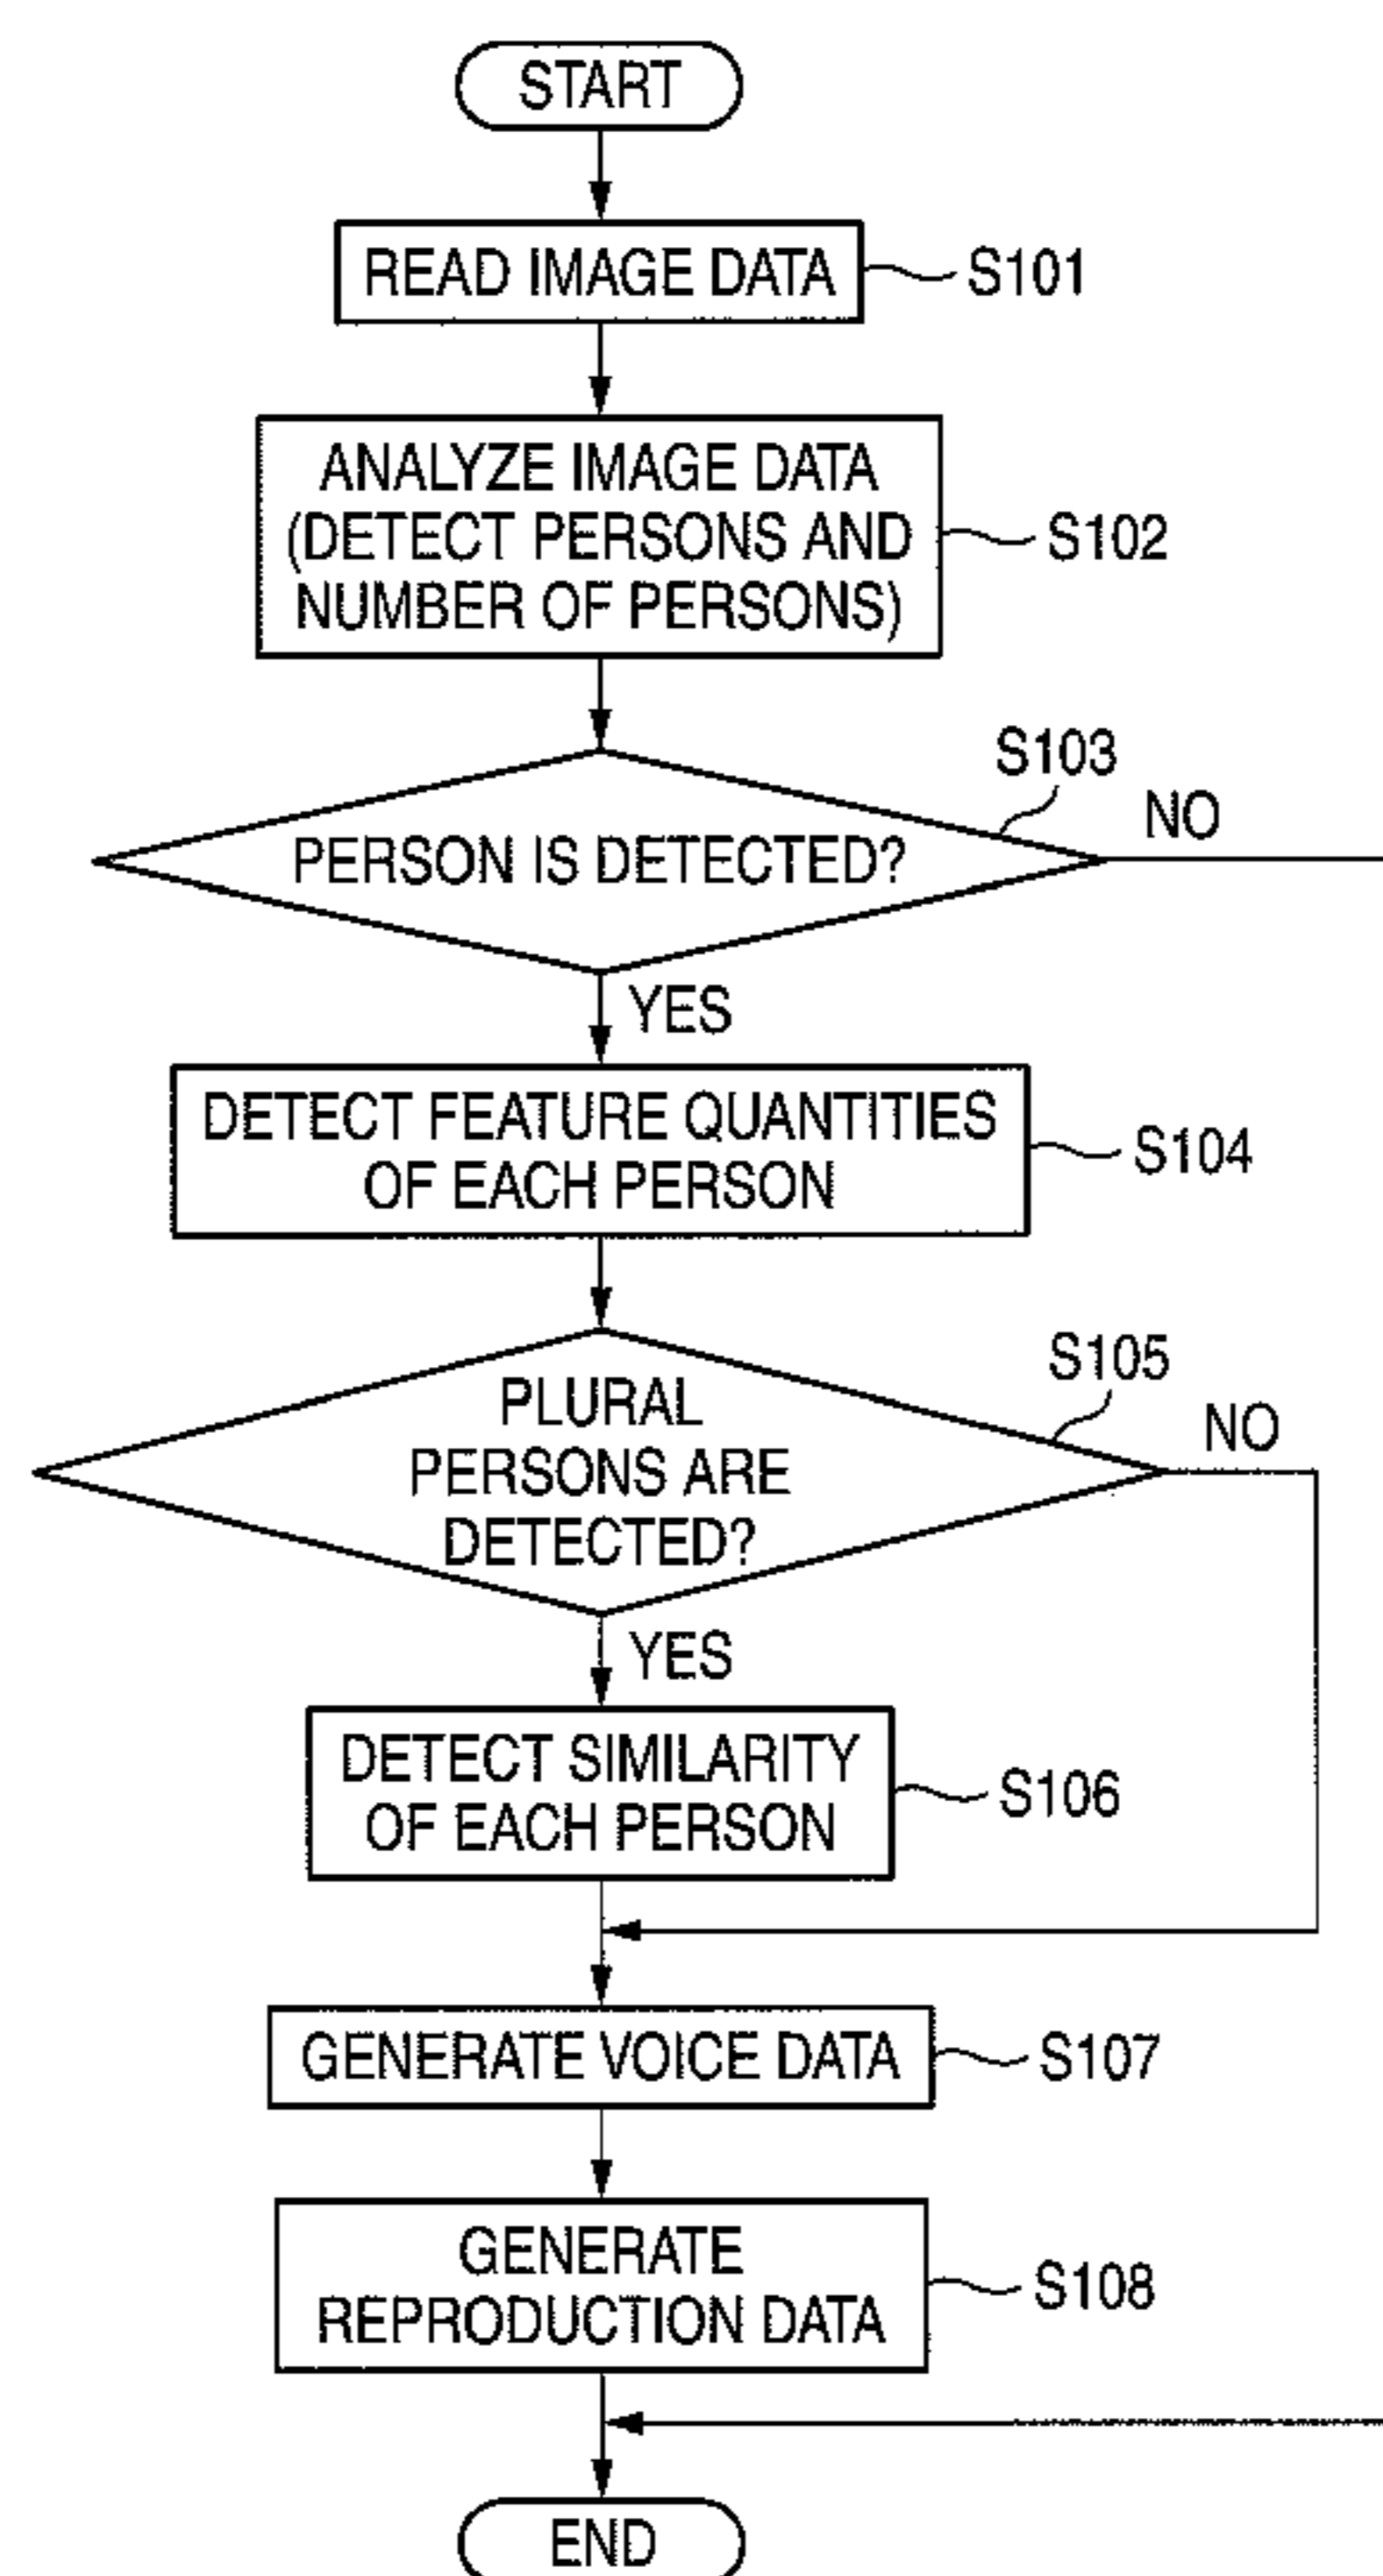 START
READ IMAGE DATA
S101
ANALYZE IMAGE DATA
(DETECT PERSONS AND
NUMBER OF PERSONS)
S102
S103
PERSON IS DETECTED?
NO
YES
DETECT FEATURE QUANTITIES
OF EACH PERSON
S104
S105
PLURAL
PERSONS ARE
DETECTED?
NO
YES
DETECT SIMILARITY
OF EACH PERSON
S106
GENERATE VOICE DATA
S107
GENERATE
REPRODUCTION DATA
S108
END